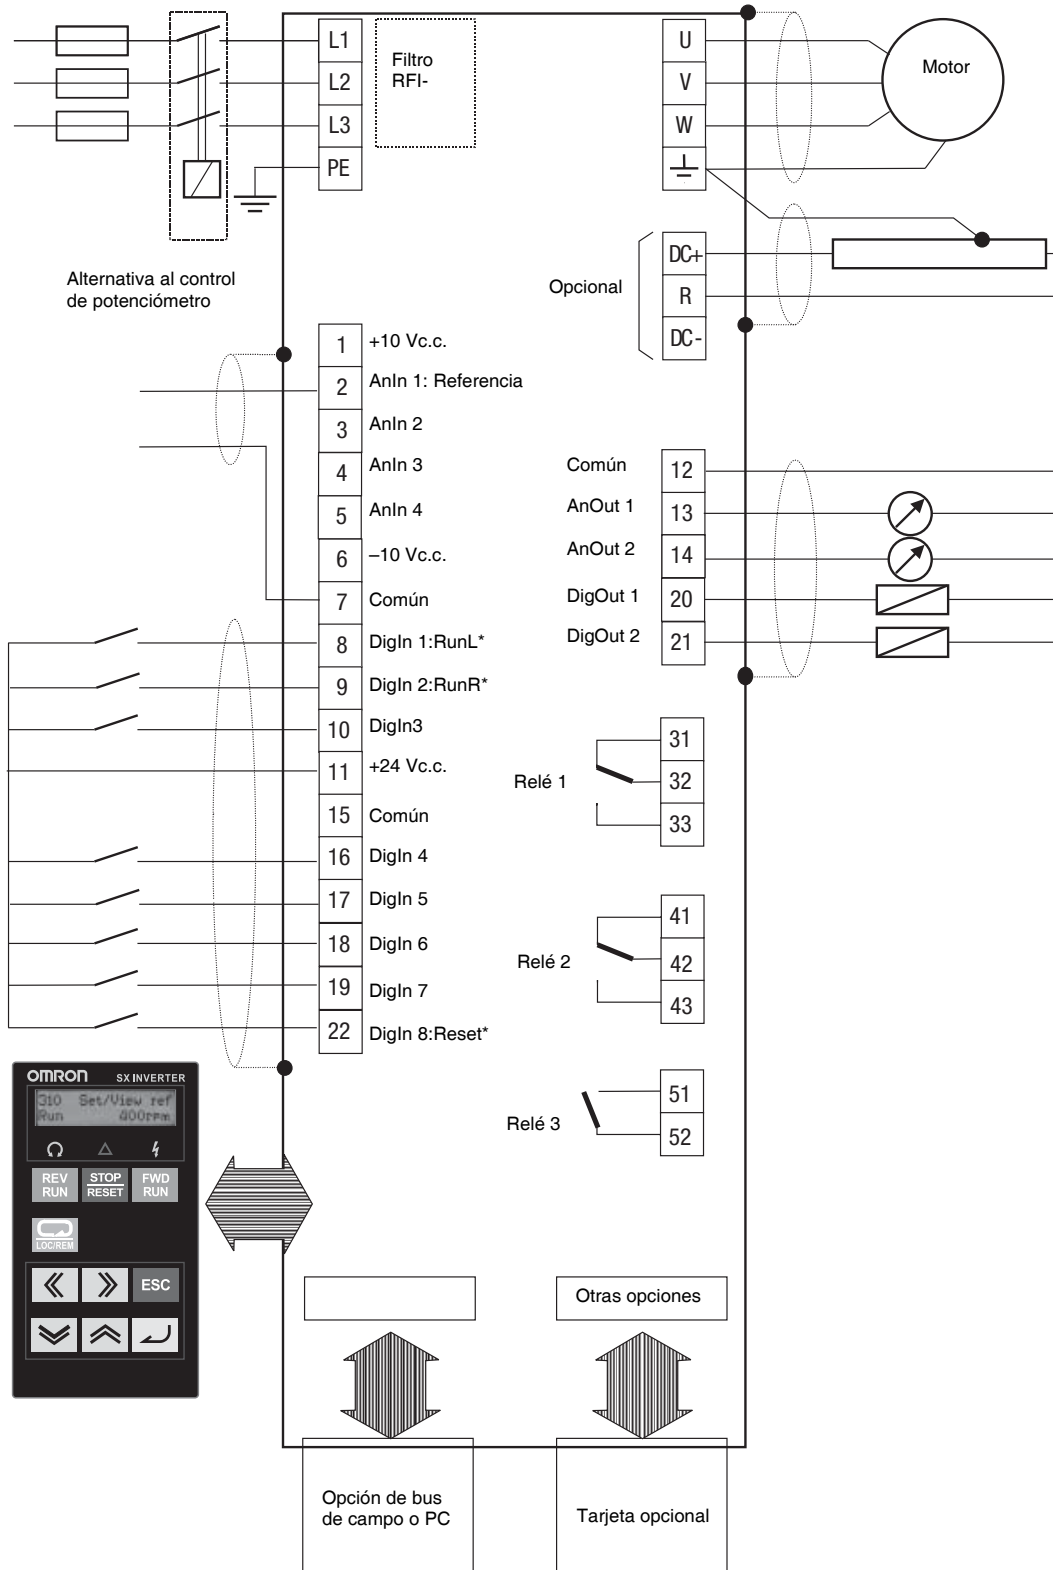 L1
L2
L3
PE
Filtro
RFI-
U
V
W
Motor
Alternativa al control
de potenciómetro
Opcional
DC+
R
DC-
1 +10 Vc.c.
2 AnIn 1: Referencia
3 AnIn 2
4 AnIn 3
5 AnIn 4
6 –10 Vc.c.
7 Común
8 DigIn 1:RunL*
9 DigIn 2:RunR*
10 DigIn3
11 +24 Vc.c.
15 Común
16 DigIn 4
17 DigIn 5
18 DigIn 6
19 DigIn 7
22 DigIn 8:Reset*
Común 12
AnOut 1 13
AnOut 2 14
DigOut 1 20
DigOut 2 21
Relé 1
31
32
33
Relé 2
41
42
43
Relé 3
51
52
OMRON SX INVERTER
310 Set/View ref
Run 400rpm
REV
RUN
STOP
RESET
FWD
RUN
LOC/REM
ESC
Otras opciones
Opción de bus
de campo o PC
Tarjeta opcional